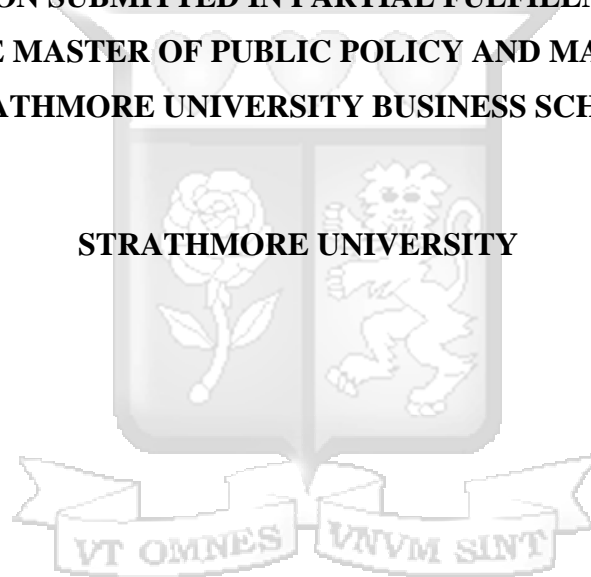 ON SUBMITTED IN PARTIAL FULFILLN
E MASTER OF PUBLIC POLICY AND MA
ATHMORE UNIVERSITY BUSINESS SCH
STRATHMORE UNIVERSITY
VT OMNES VNVM SINT